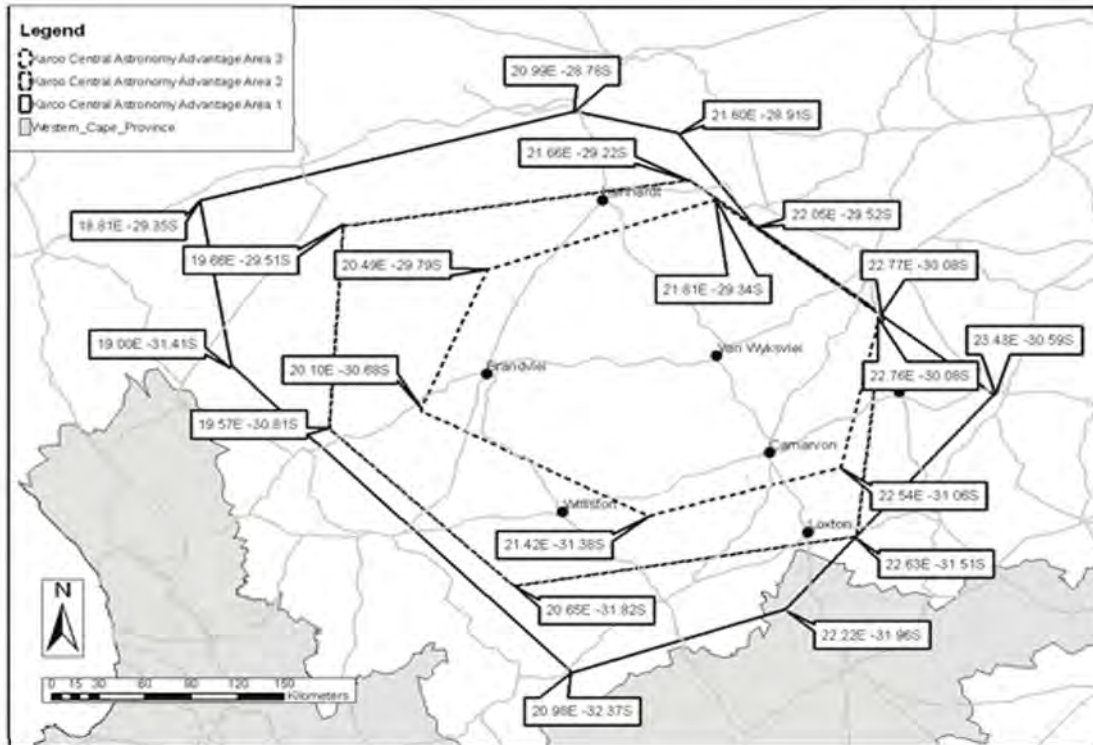 Legend
Karoo Central Astronomy Advantage Area 3
Karoo Central Astronomy Advantage Area 2
Karoo Central Astronomy Advantage Area 1
Western_Cape_Province
20.99E -28.78S
21.60E -28.91S
21.66E -29.22S
18.81E -29.35S
22.05E -29.52S
19.66E -29.51S
20.49E -29.79S
22.77E -30.08S
21.81E -29.34S
19.00E -31.41S
23.43E -30.59S
Van Wyksvlei
20.10E -30.68S
Brandvlei
22.76E -30.08S
19.57E -30.81S
Carnarvon
22.54E -31.06S
Williston
Loxton
21.42E -31.38S
22.63E -31.51S
N
20.65E -31.82S
22.22E -31.96S
0 15 30 60 90 120 150
Kilometers
20.98E -32.37S